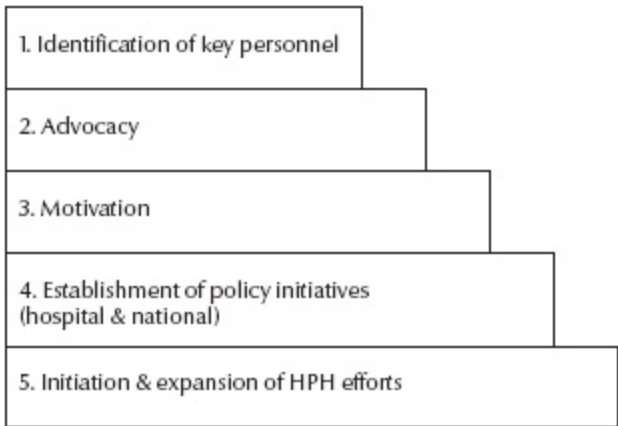 1. Identification of key personnel
2. Advocacy
3. Motivation
4. Establishment of policy initiatives
(hospital & national)
5. Initiation & expansion of HPH efforts